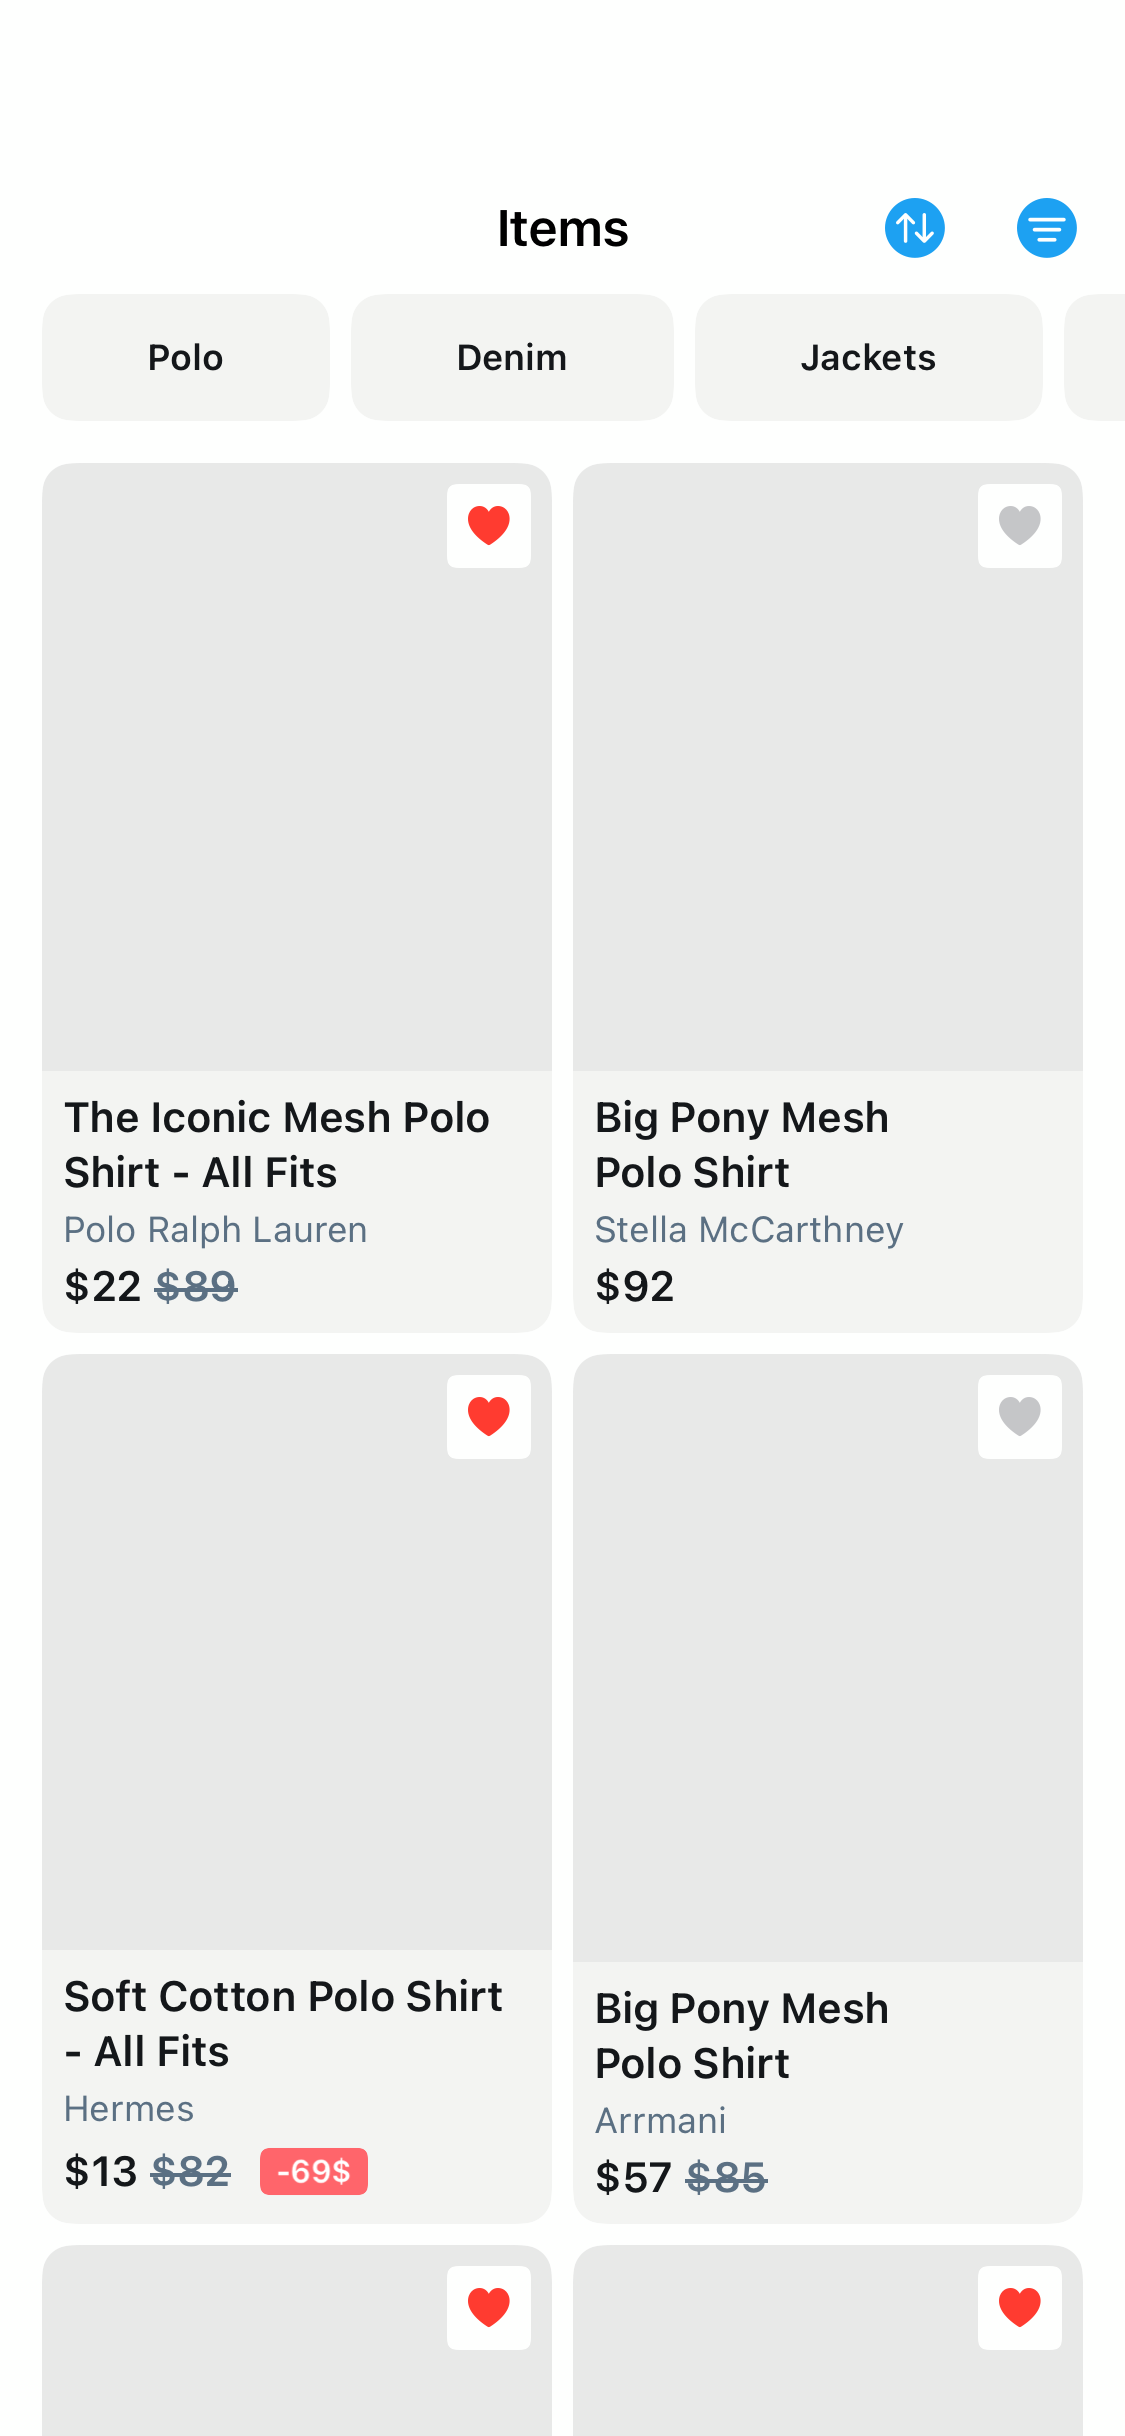 Items
Polo
Denim
Jackets
The Iconic Mesh Polo
Shirt - All Fits
Polo Ralph Lauren
$22 $89
Big Pony Mesh
Polo Shirt
Stella McCarthney
$92
Soft Cotton Polo Shirt
- All Fits
Hermes
$13 $82 -69$
Big Pony Mesh
Polo Shirt
Arrmani
$57 $85